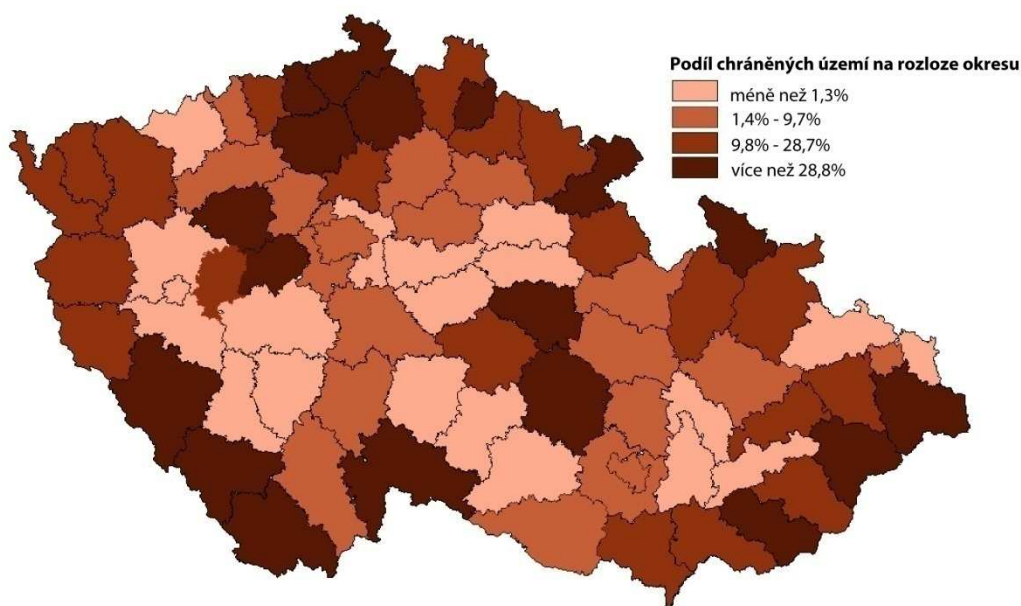 Podíl chráněných území na rozloze okresu
méně než 1,3%
1,4% - 9,7%
9,8% - 28,7%
více než 28,8%